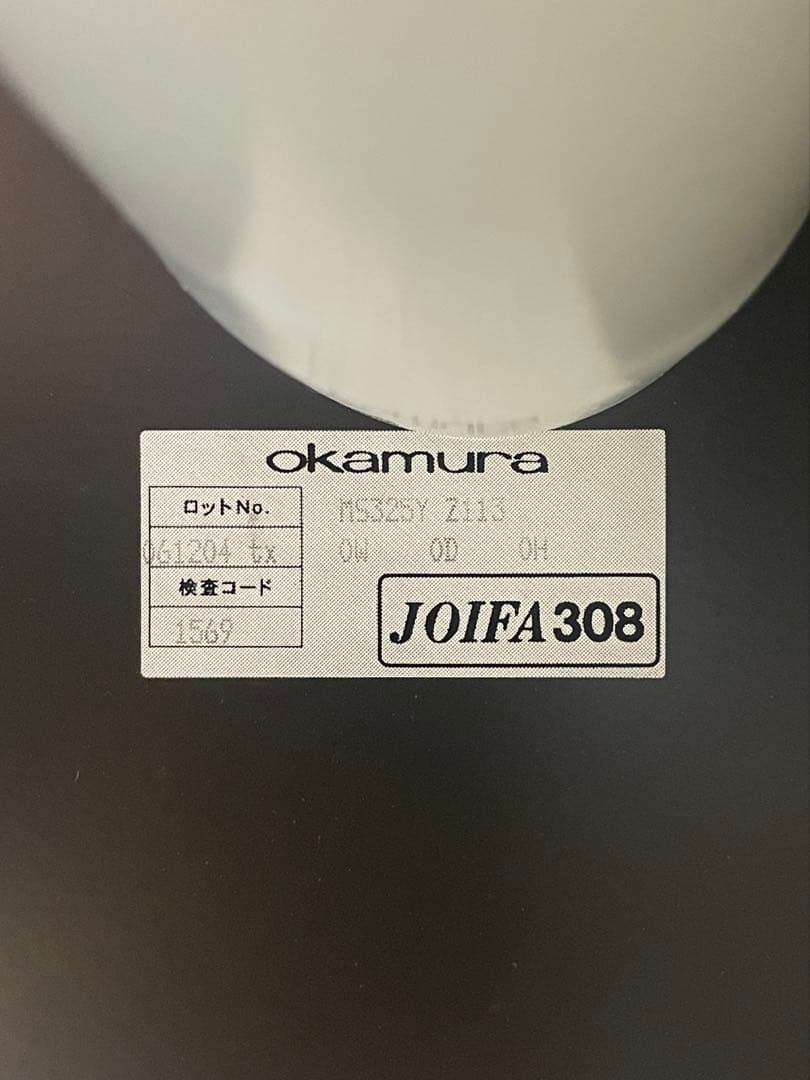 okamura
ロットNo.
MS325Y Z113
061204 tx
0W 0D 0H
検査コード
1569
JOIFA308